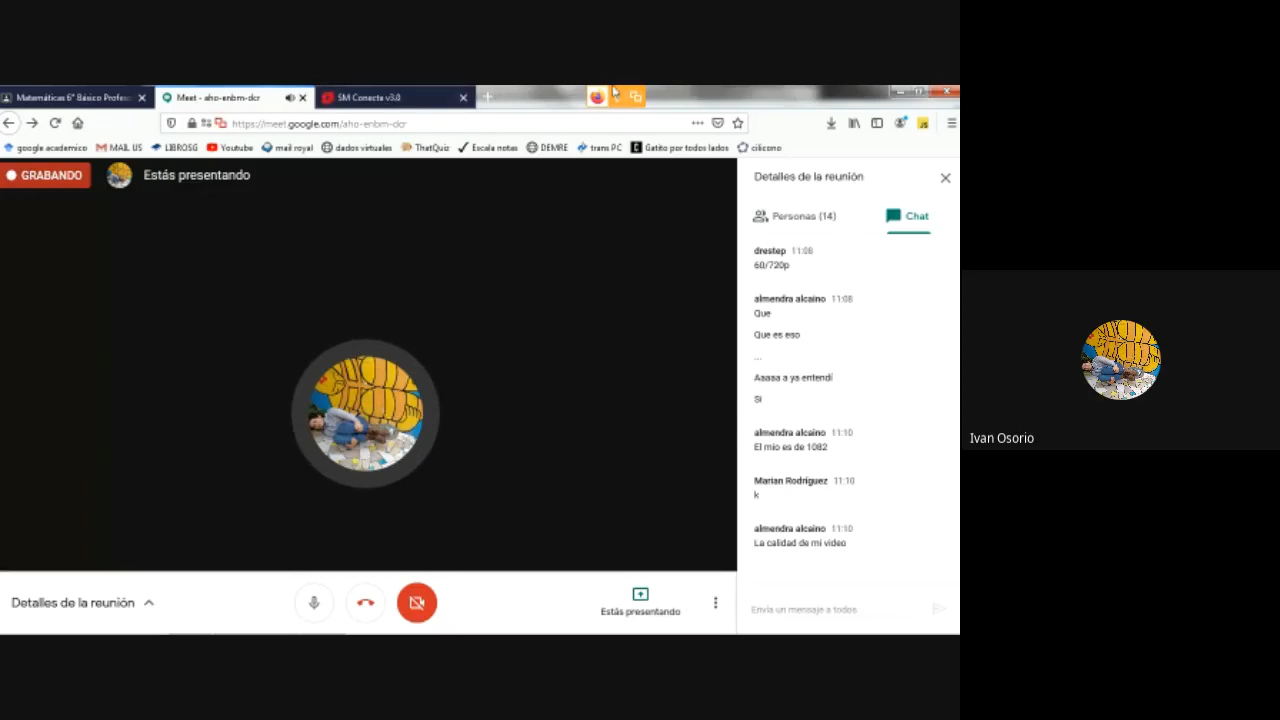 Matemáticas 6° Básico Profes
Meet - aho-enbm-dcr
SM Conecta v3.0
https://meet.google.com/aho-enbm-dcr
google academico
MAIL US
LIBROSG
Youtube
mail royal
dados virtuales
ThatQuiz
Escala notas
DEMRE
trans PC
Gatito por todos lados
cilicono
GRABANDO
Estás presentando
Detalles de la reunión
Personas (14)
Chat
drestep 11:08
60/720p
almendra alcaino 11:08
Que
Que es eso
...
Aaaaa a ya entendí
Si
almendra alcaino 11:10
El mio es de 1082
Marian Rodríguez 11:10
k
almendra alcaino 11:10
La calidad de mi video
Envía un mensaje a todos
Detalles de la reunión
Estás presentando
Ivan Osorio